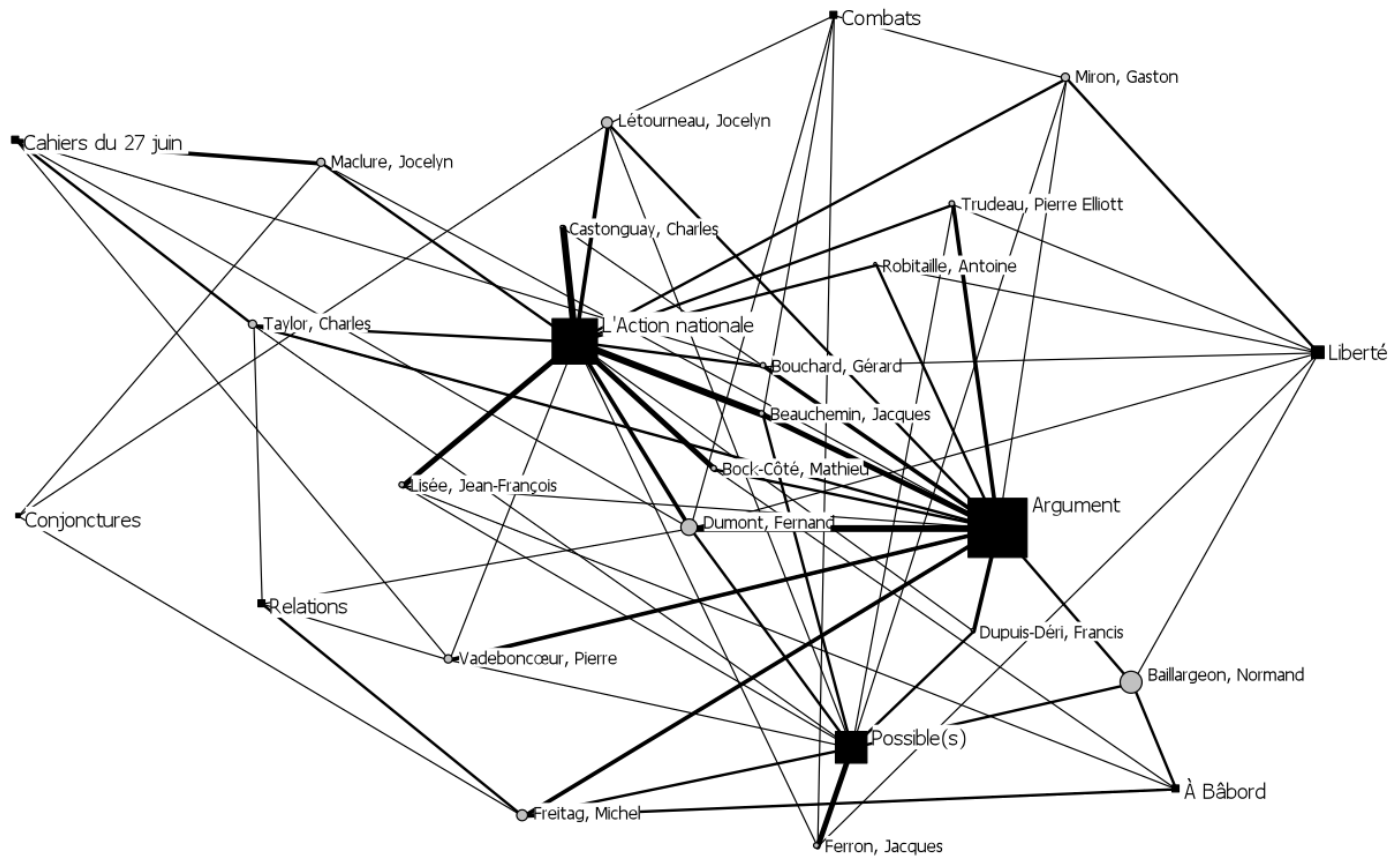 Combats
Miron, Gaston
Létourneau, Jocelyn
Cahiers du 27 juin
Maclure, Jocelyn
Trudeau, Pierre Elliott
Castonguay, Charles
Robitaille, Antoine
Taylor, Charles
L'Action nationale
Liberté
Bouchard, Gérard
Beauchemin, Jacques
Bock-Côté, Mathieu
Lisée, Jean-François
Argument
Conjonctures
Dumont, Fernand
Relations
Dupuis-Déri, Francis
Vadeboncœur, Pierre
Baillargeon, Normand
Possible(s)
À Bâbord
Freitag, Michel
Ferron, Jacques